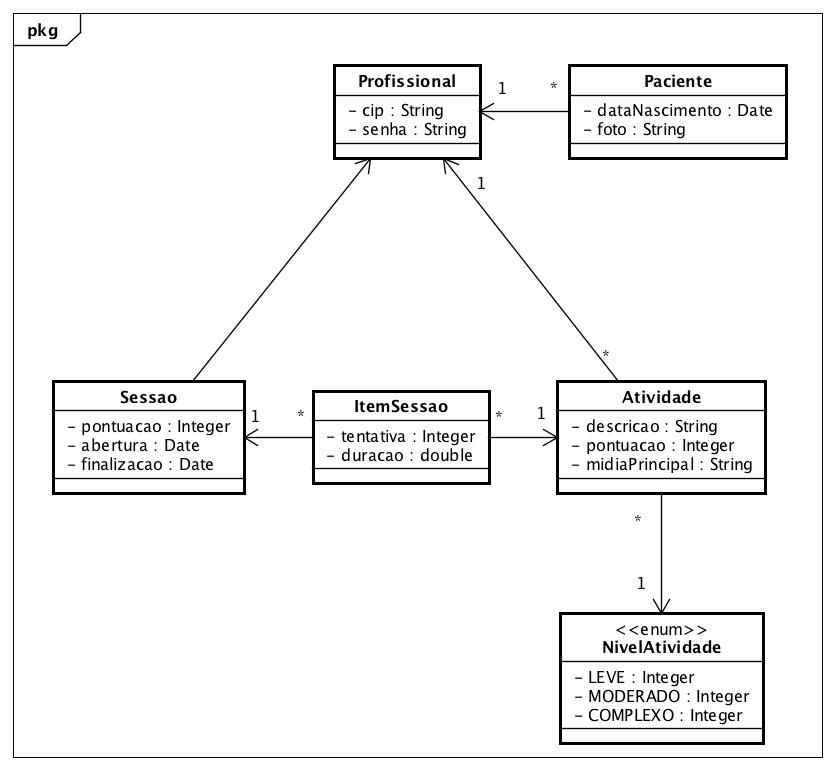 pkg
Profissional
- cip : String
- senha : String
1
*
Paciente
- dataNascimento : Date
- foto : String
1
*
Sessao
- pontuacao : Integer
- abertura : Date
- finalizacao : Date
1
*
ItemSessao
- tentativa : Integer
- duracao : double
*
1
Atividade
- descricao : String
- pontuacao : Integer
- midiaPrincipal : String
*
1
<<enum>>
NivelAtividade
- LEVE : Integer
- MODERADO : Integer
- COMPLEXO : Integer